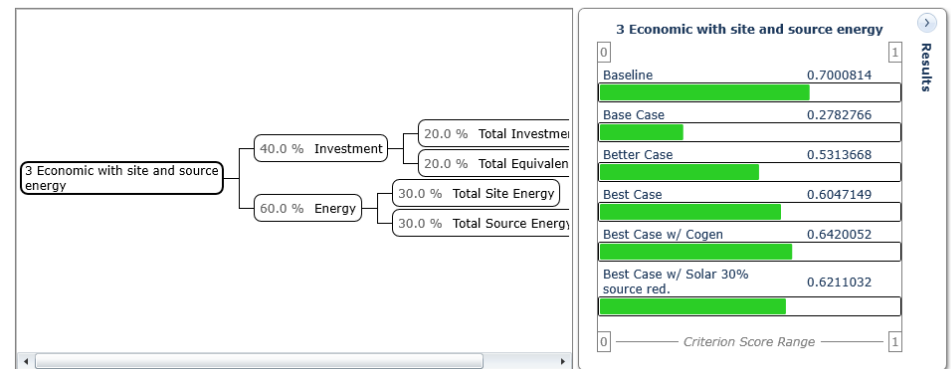 3 Economic with site and source
energy
40.0 % Investment
20.0 % Total
20.0 % Total
60.0 % Energy
30.0 % Total Site Energy
30.0 % Total Source Energy
3 Economic with site and source energy
0 1
Baseline 0.7000814
Base Case 0.2782766
Better Case 0.5313668
Best Case 0.6047149
Best Case w/ Cogen 0.6420052
Best Case w/ Solar 30%
source red. 0.6211032
0 Criterion Score Range 1
Results